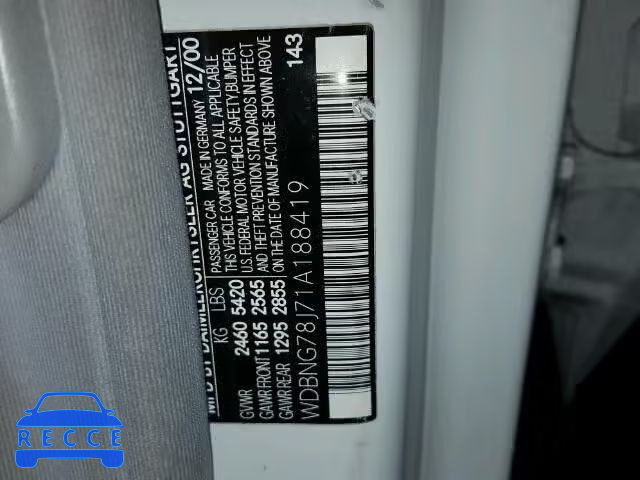 MFD BY DAIMLERCHRYSLER AG STUTTGART
PASSENGER CAR MADE IN GERMANY 12/00
KG LBS THIS VEHICLE CONFORMS TO ALL APPLICABLE
GVWR 2460 5420 U.S. FEDERAL MOTOR VEHICLE SAFETY/BUMPER
GAWR FRONT 1165 2565 AND THEFT PREVENTION STANDARDS IN EFFECT
GAWR REAR 1295 2855 ON THE DATE OF MANUFACTURE SHOWN ABOVE
WDBNG78J71A188419 143
RECCE